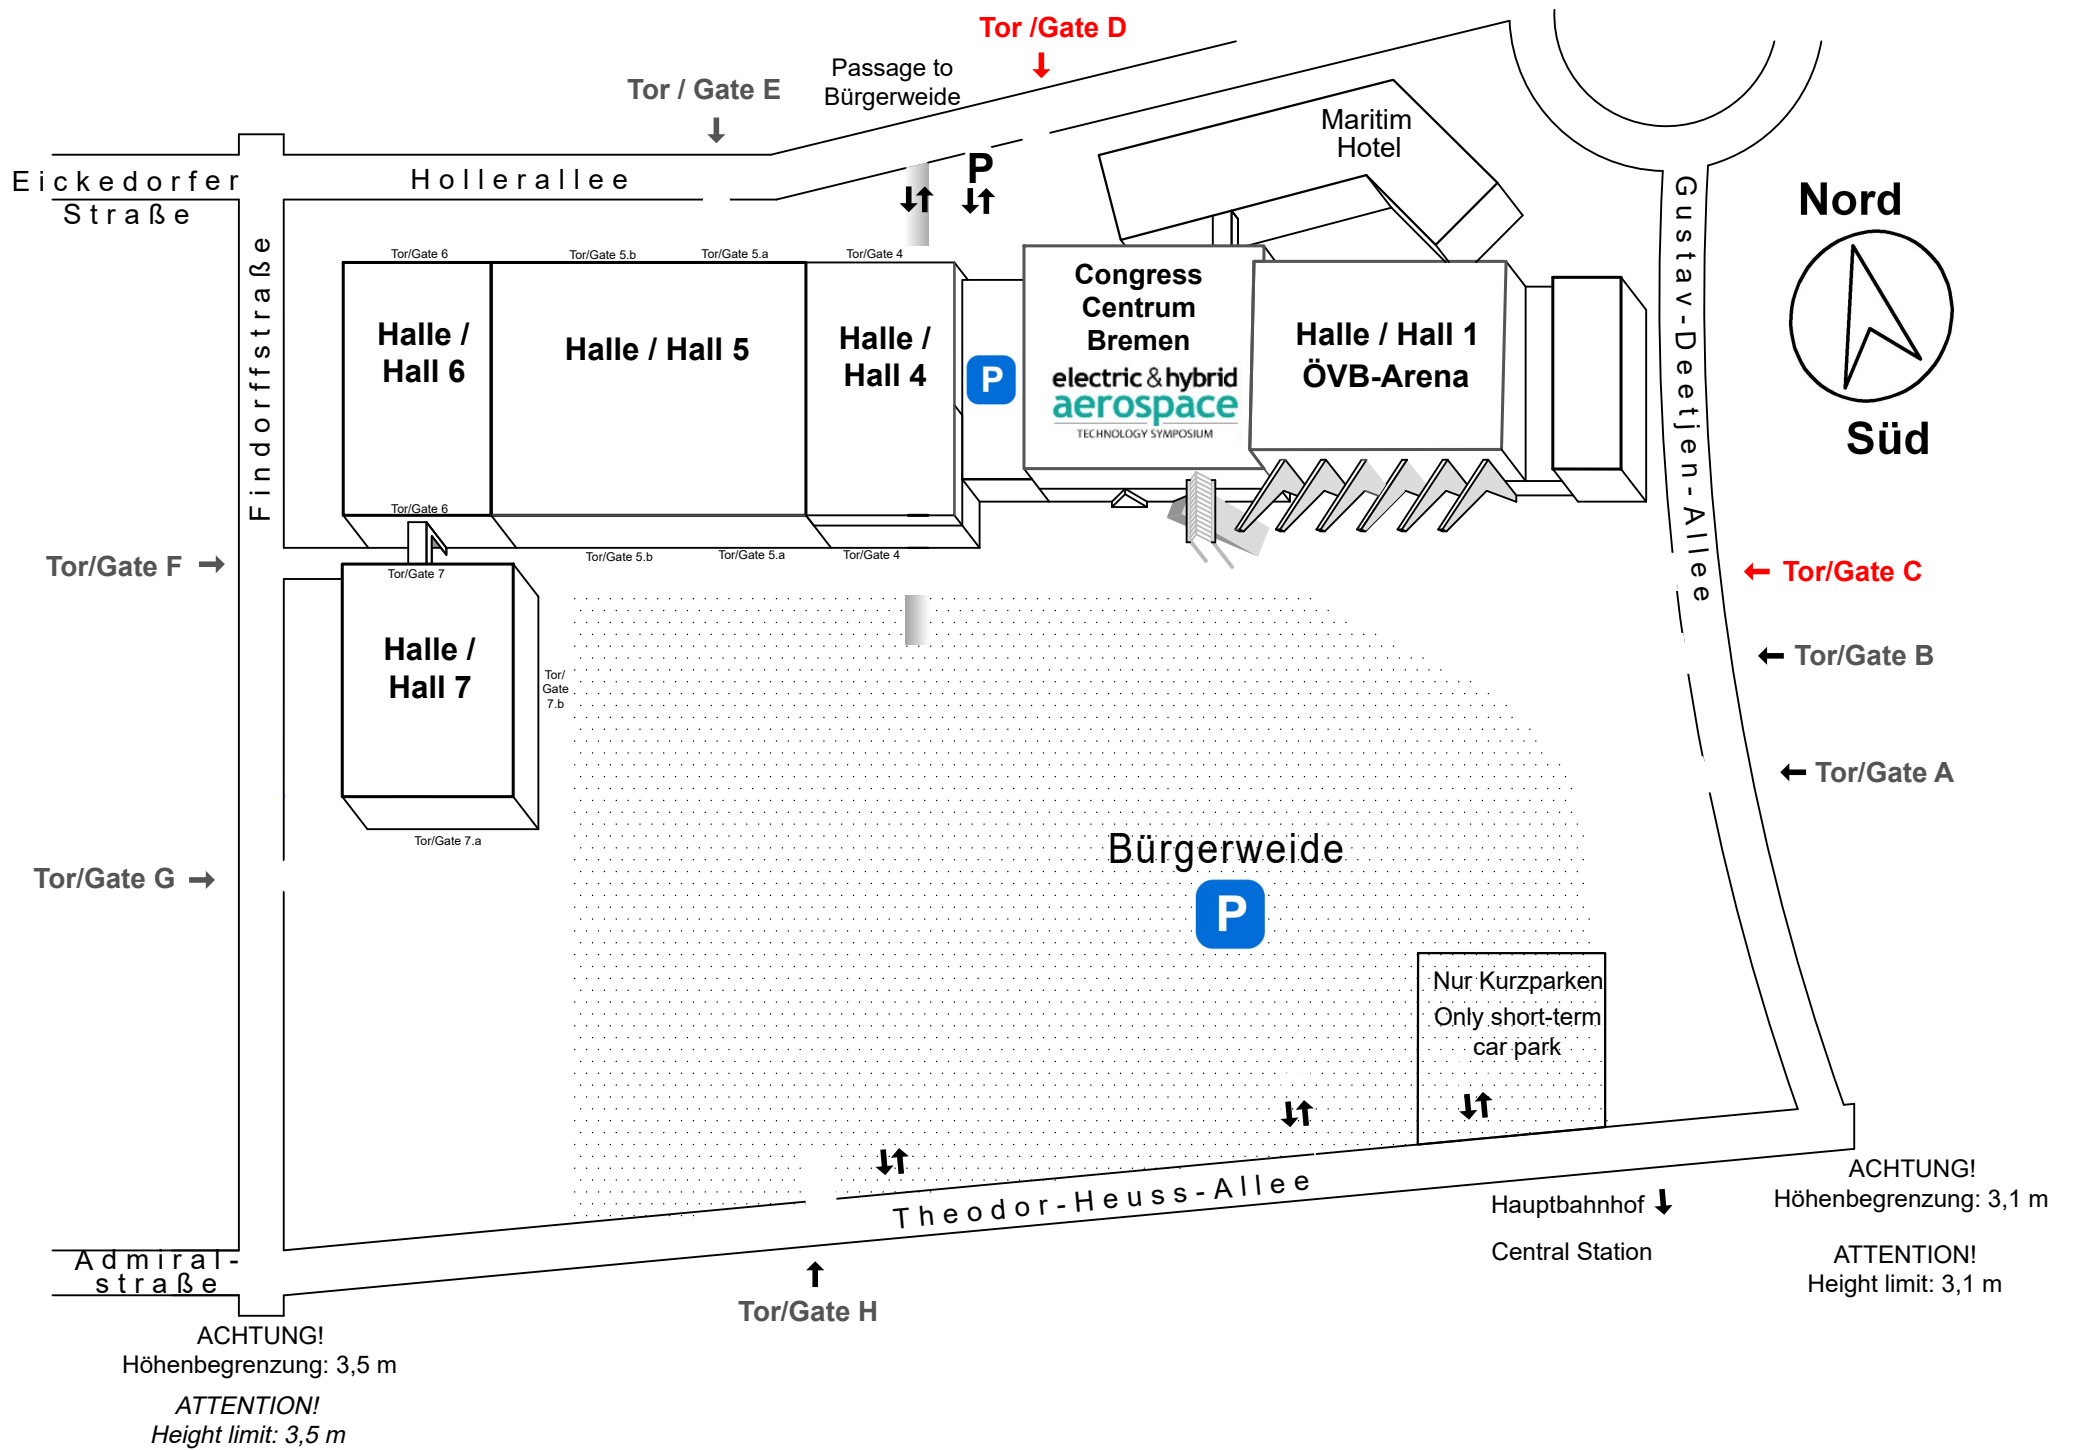 Tor /Gate D
Passage to
Bürgerweide
Tor / Gate E
Maritim
Hotel
P
Eickedorfer
Straße
Hollerallee
Gustav-Deetjen-Allee
Nord
Süd
Findorffstraße
Tor/Gate 6
Tor/Gate 5.b
Tor/Gate 5.a
Tor/Gate 4
Halle /
Hall 6
Halle / Hall 5
Halle /
Hall 4
P
Congress
Centrum
Bremen
electric & hybrid
aerospace
TECHNOLOGY SYMPOSIUM
Halle / Hall 1
ÖVB-Arena
Tor/Gate 6
Tor/Gate 5.b
Tor/Gate 5.a
Tor/Gate 4
Tor/Gate F
Tor/Gate 7
Tor/Gate C
Halle /
Hall 7
Tor/
Gate
7.b
Tor/Gate B
Tor/Gate A
Tor/Gate 7.a
Bürgerweide
P
Tor/Gate G
Nur Kurzparken
Only short-term
car park
Theodor-Heuss-Allee
Hauptbahnhof
Central Station
ACHTUNG!
Höhenbegrenzung: 3,1 m
ATTENTION!
Height limit: 3,1 m
Admiral-
straße
Tor/Gate H
ACHTUNG!
Höhenbegrenzung: 3,5 m
ATTENTION!
Height limit: 3,5 m